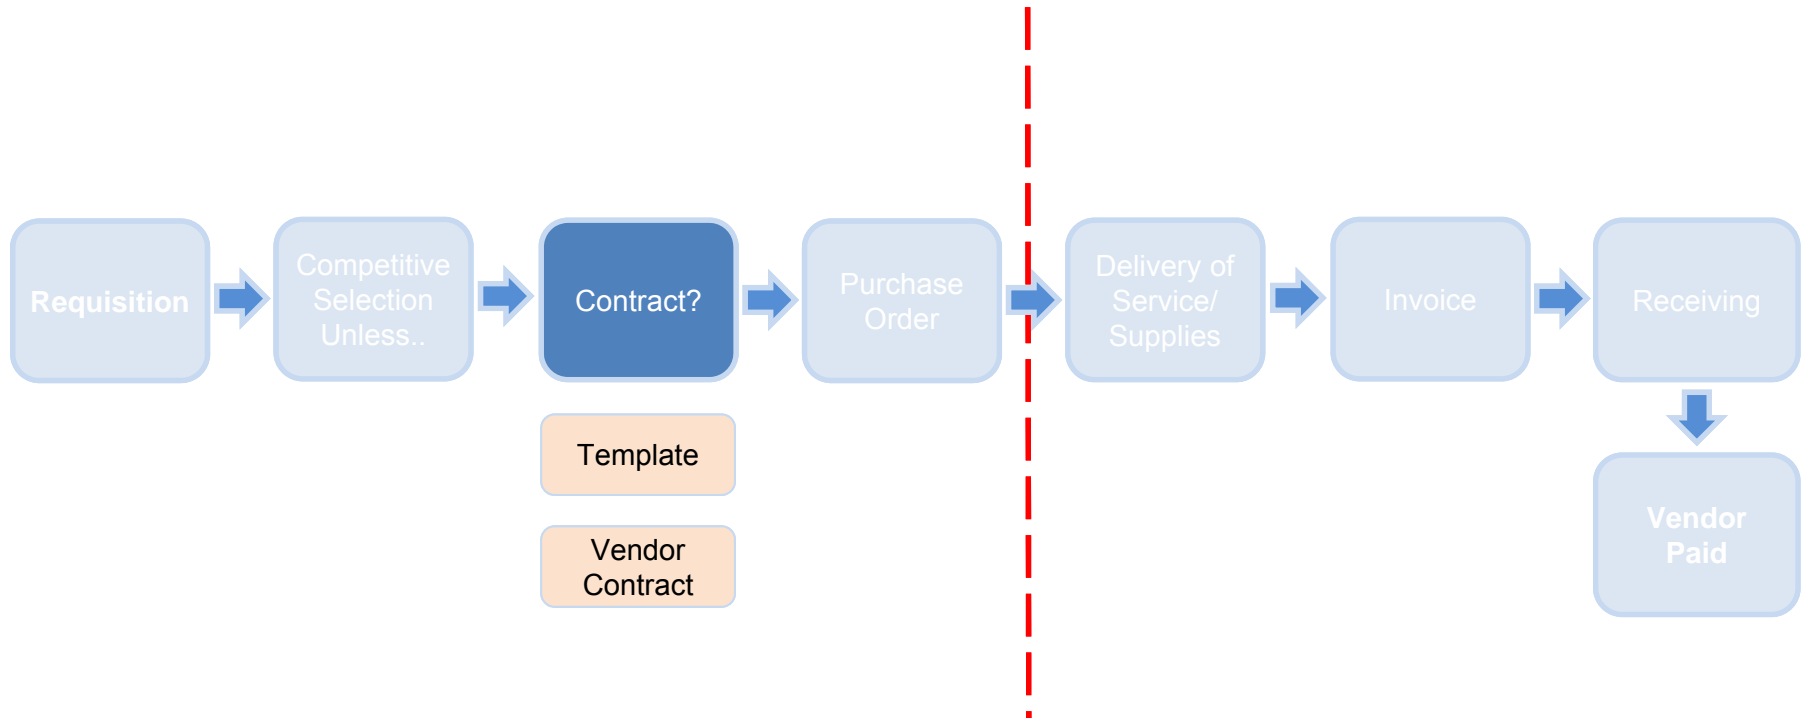 Requisition
Competitive
Selection
Unless..
Contract?
Purchase
Order
Delivery of
Service/
Supplies
Invoice
Receiving
Template
Vendor
Contract
Vendor
Paid